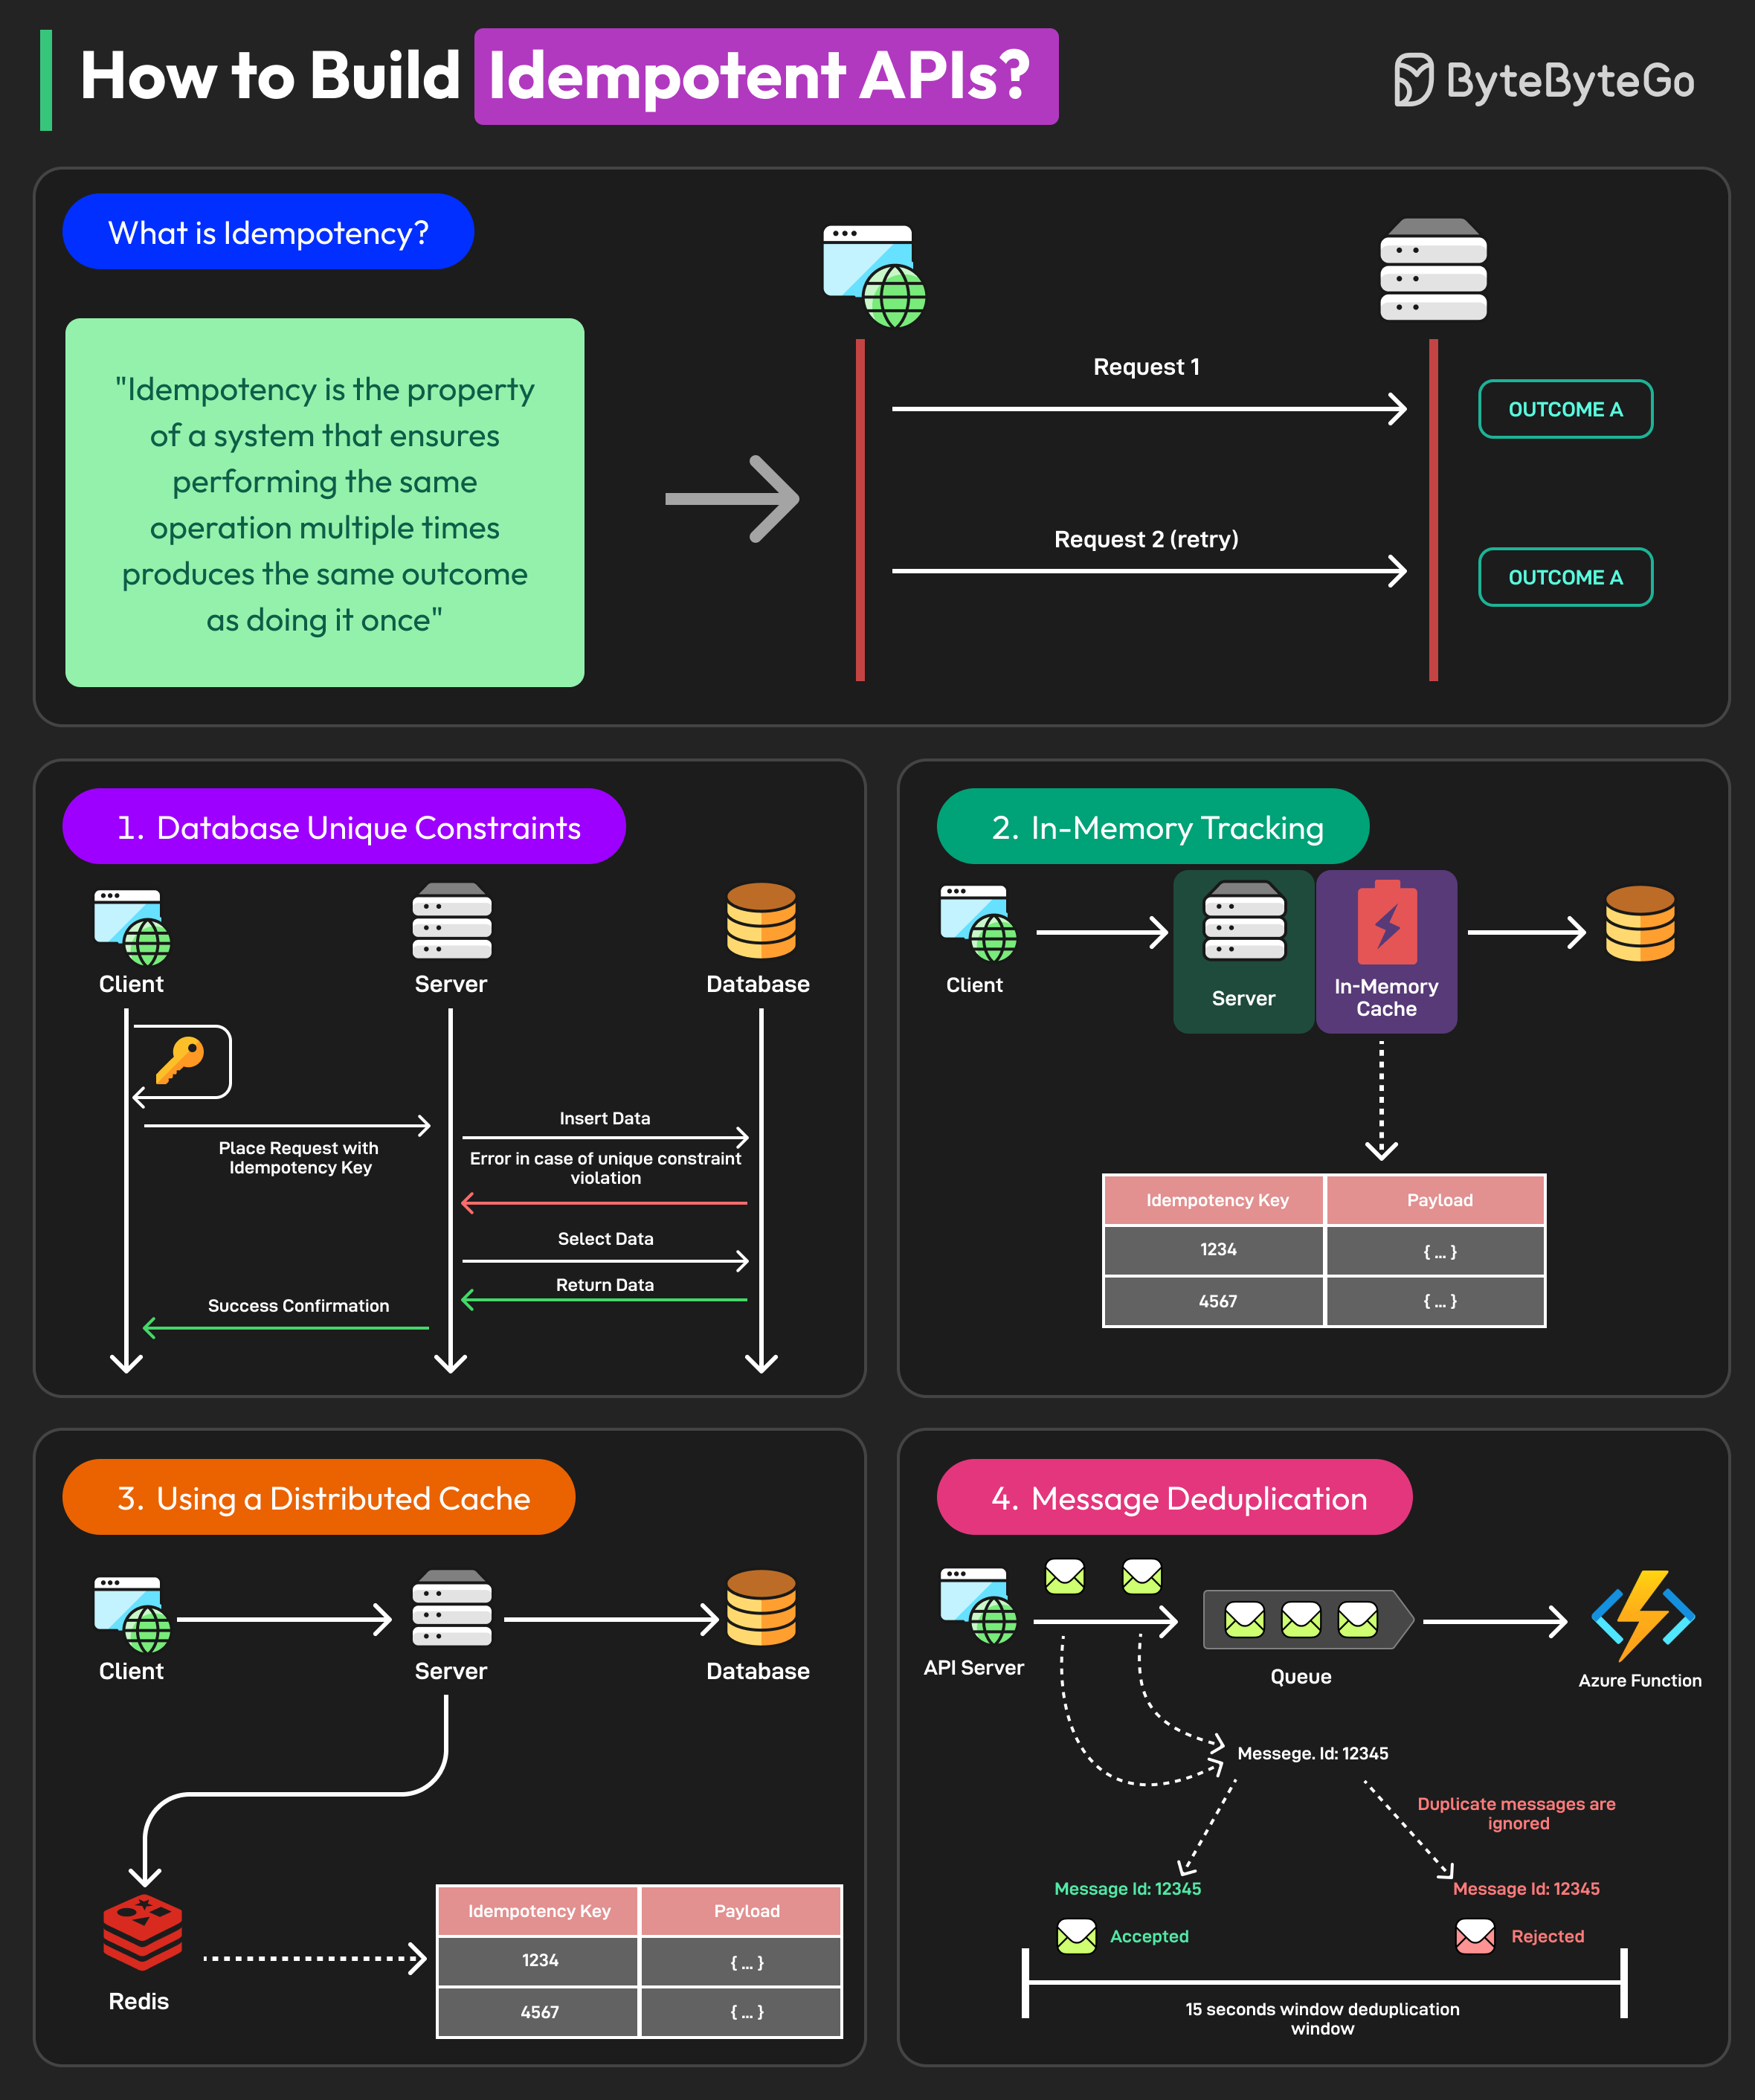 How to Build Idempotent APIs?
ByteByteGo
What is Idempotency?
"Idempotency is the property
of a system that ensures
performing the same
operation multiple times
produces the same outcome
as doing it once"
Request 1
OUTCOME A
Request 2 (retry)
OUTCOME A
1. Database Unique Constraints
Client
Server
Database
Place Request with
Idempotency Key
Insert Data
Error in case of unique constraint
violation
Select Data
Return Data
Success Confirmation
2. In-Memory Tracking
Client
Server
In-Memory
Cache
Idempotency Key Payload
1234 { ... }
4567 { ... }
3. Using a Distributed Cache
Client
Server
Database
Redis
Idempotency Key Payload
1234 { ... }
4567 { ... }
4. Message Deduplication
API Server
Queue
Azure Function
Messege. Id: 12345
Duplicate messages are
ignored
Message Id: 12345
Accepted
Message Id: 12345
Rejected
15 seconds window deduplication
window